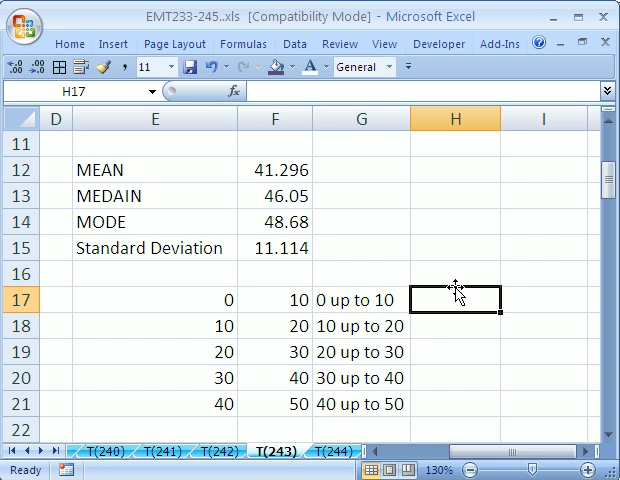 EMT233-245..xls [Compatibility Mode] - Microsoft Excel
Home Insert Page Layout Formulas Data Review View Developer Add-Ins
11 General
H17 fx
D E F G H I
11
12 MEAN 41.296
13 MEDAIN 46.05
14 MODE 48.68
15 Standard Deviation 11.114
16
17 0 10 0 up to 10
18 10 20 10 up to 20
19 20 30 20 up to 30
20 30 40 30 up to 40
21 40 50 40 up to 50
22
T(240) T(241) T(242) T(243) T(244)
Ready 130%